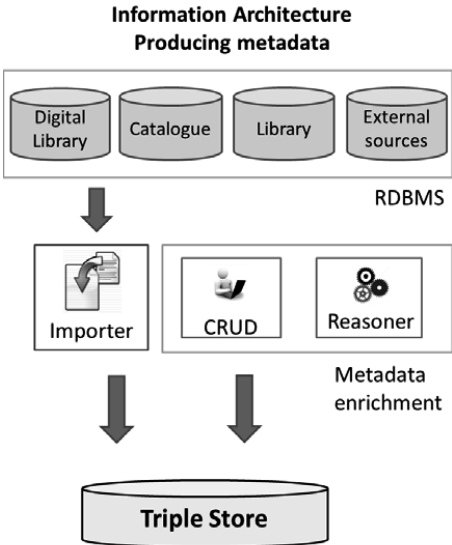 Information Architecture
Producing metadata
Digital
Library
Catalogue
Library
External
sources
RDBMS
Importer
CRUD
Reasoner
Metadata
enrichment
Triple Store